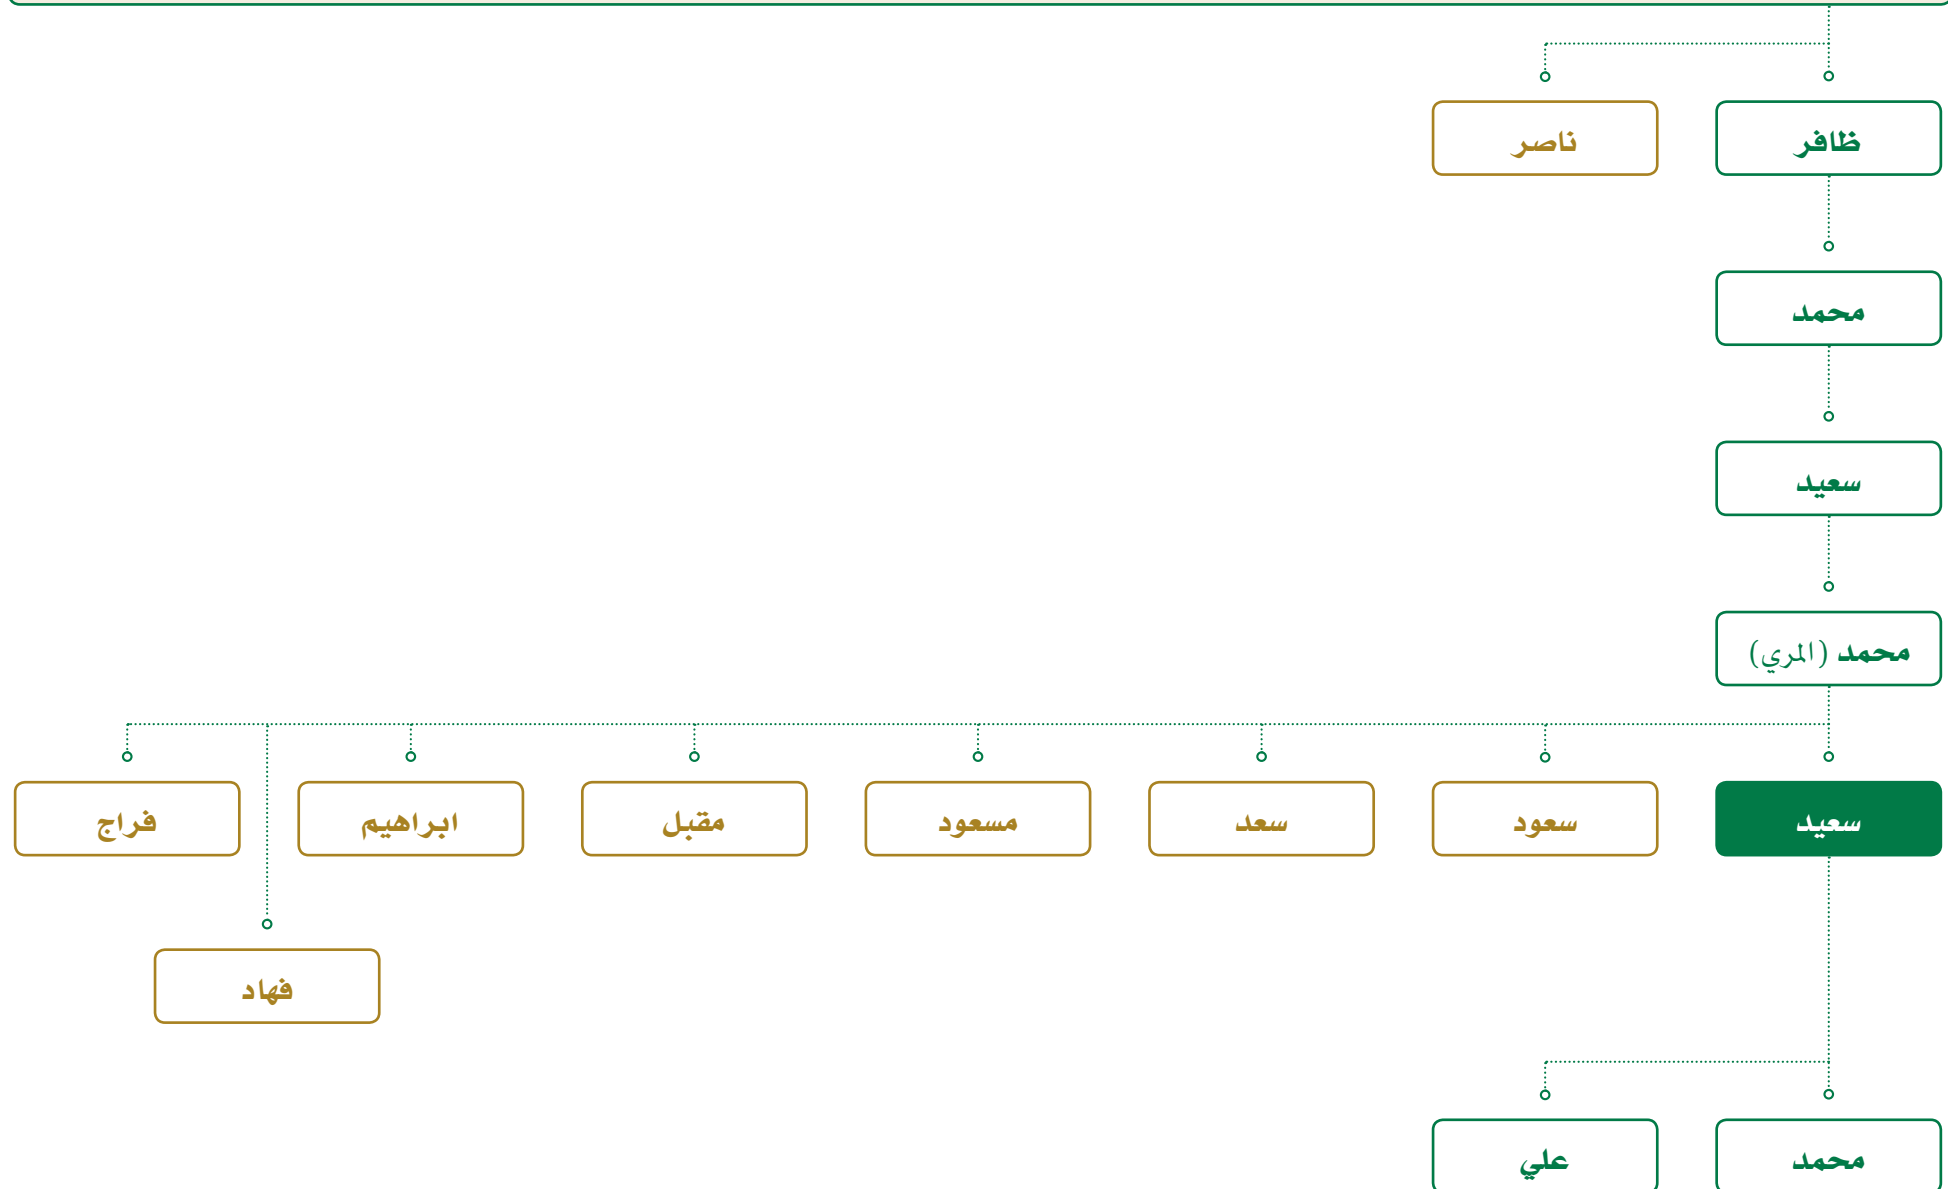 ظافر ناصر
محمد
سعيد
محمد (المري)
سعيد سعود سعد مسعود مقبل ابراهيم فراج
فهاد
محمد علي